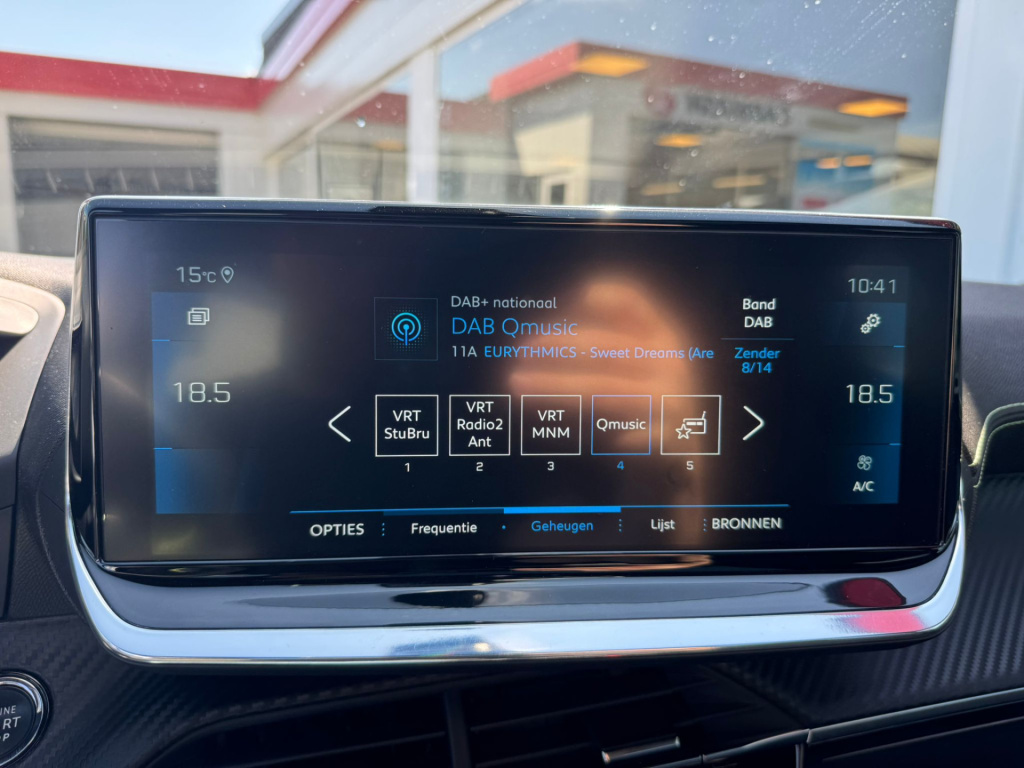 15°C
10:41
DAB+ nationaal
DAB Qmusic
11A EURYTHMICS - Sweet Dreams (Are
Band
DAB
Zender
8/14
18.5
18.5
VRT
StuBru
VRT
Radio2
Ant
VRT
MNM
Qmusic
1
2
3
4
5
A/C
OPTIES
Frequentie
Geheugen
Lijst
BRONNEN